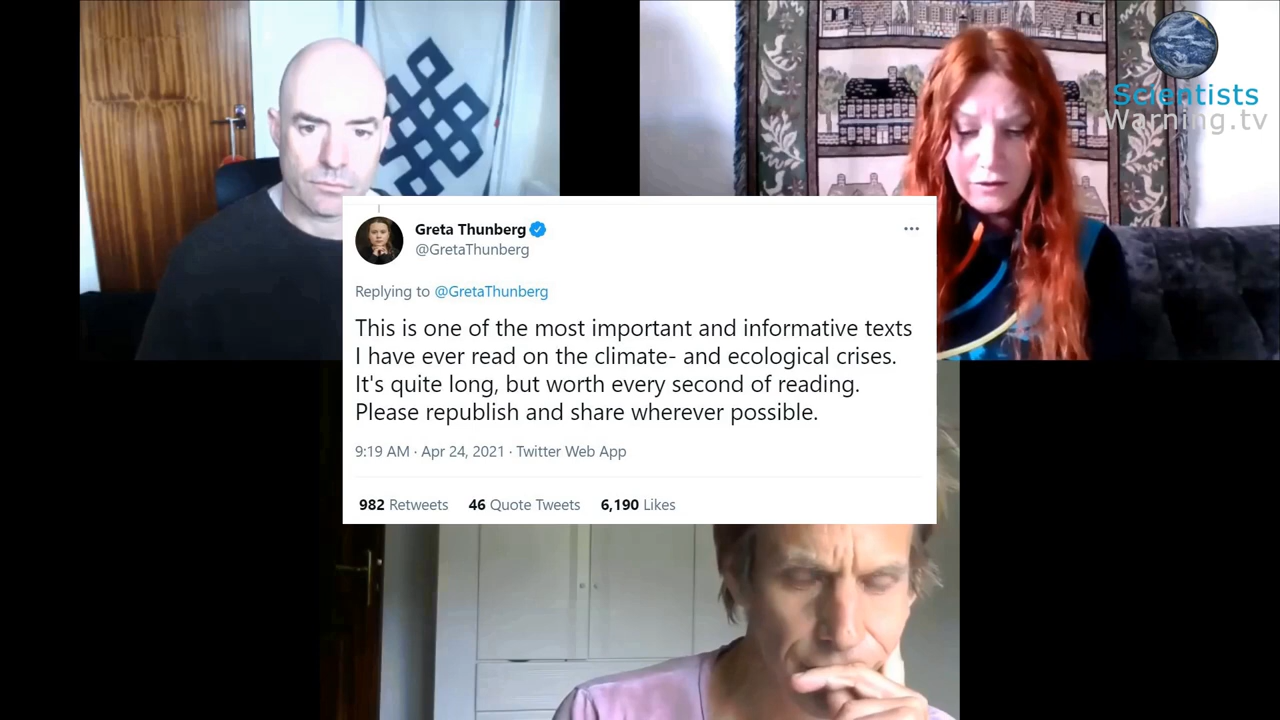 Scientists
Warning.tv
Greta Thunberg
@GretaThunberg
Replying to @GretaThunberg
This is one of the most important and informative texts
I have ever read on the climate- and ecological crises.
It's quite long, but worth every second of reading.
Please republish and share wherever possible.
9:19 AM · Apr 24, 2021 · Twitter Web App
982 Retweets 46 Quote Tweets 6,190 Likes